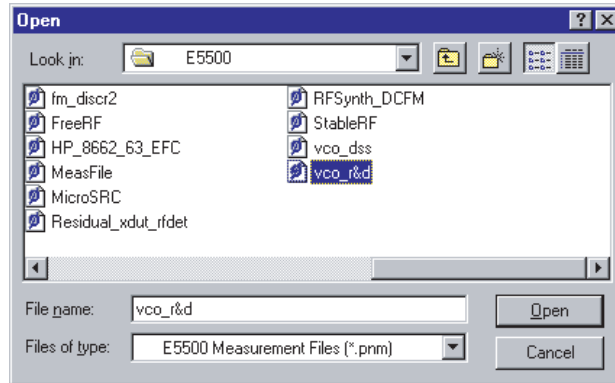 Open
Look in: E5500
fm_discr2
FreeRF
HP_8662_63_EFC
MeasFile
MicroSRC
Residual_xdut_rfdet
RFSynth_DCFM
StableRF
vco_dss
vco_r&d
File name: vco_r&d Open
Files of type: E5500 Measurement Files (*.pnm) Cancel